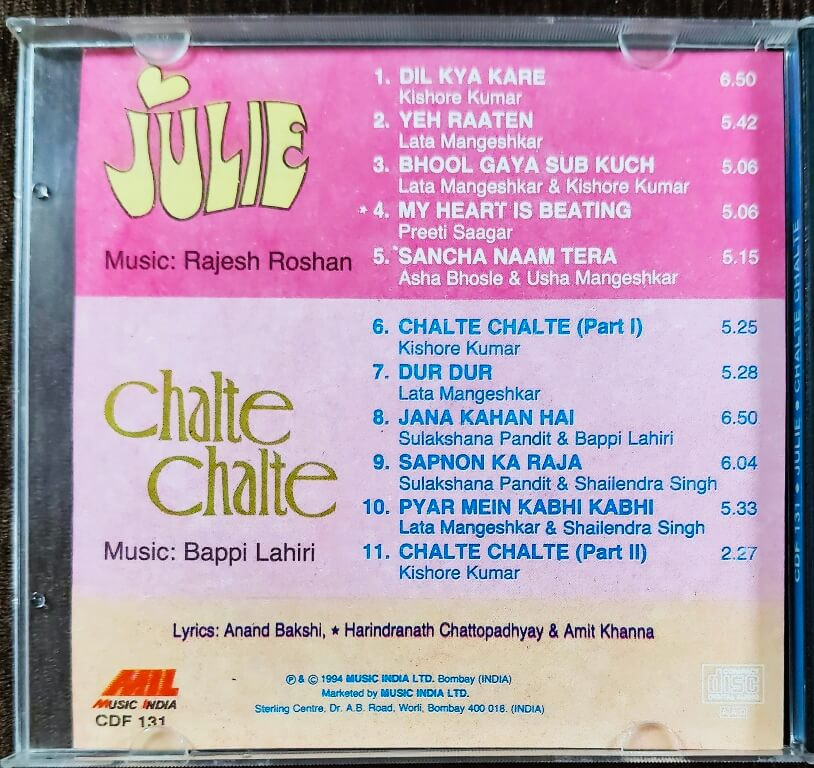 JULIE
Music: Rajesh Roshan
1. DIL KYA KARE 6.50
Kishore Kumar
2. YEH RAATEN 5.42
Lata Mangeshkar
3. BHOOL GAYA SUB KUCH 5.06
Lata Mangeshkar & Kishore Kumar
* 4. MY HEART IS BEATING 5.06
Preeti Saagar
5. SANCHA NAAM TERA 5.15
Asha Bhosle & Usha Mangeshkar
Chalte
Chalte
Music: Bappi Lahiri
6. CHALTE CHALTE (Part I) 5.25
Kishore Kumar
7. DUR DUR 5.28
Lata Mangeshkar
8. JANA KAHAN HAI 6.50
Sulakshana Pandit & Bappi Lahiri
9. SAPNON KA RAJA 6.04
Sulakshana Pandit & Shailendra Singh
10. PYAR MEIN KABHI KABHI 5.33
Lata Mangeshkar & Shailendra Singh
11. CHALTE CHALTE (Part II) 2.27
Kishore Kumar
Lyrics: Anand Bakshi, ★ Harindranath Chattopadhyay & Amit Khanna
MIL
MUSIC INDIA
CDF 131
℗ & © 1994 MUSIC INDIA LTD. Bombay (INDIA)
Marketed by MUSIC INDIA LTD.
Sterling Centre, Dr. A.B. Road, Worli, Bombay 400 018. (INDIA)
COMPACT
disc
DIGITAL AUDIO
CDF 131 ● JULIE ● CHALTE CHALTE